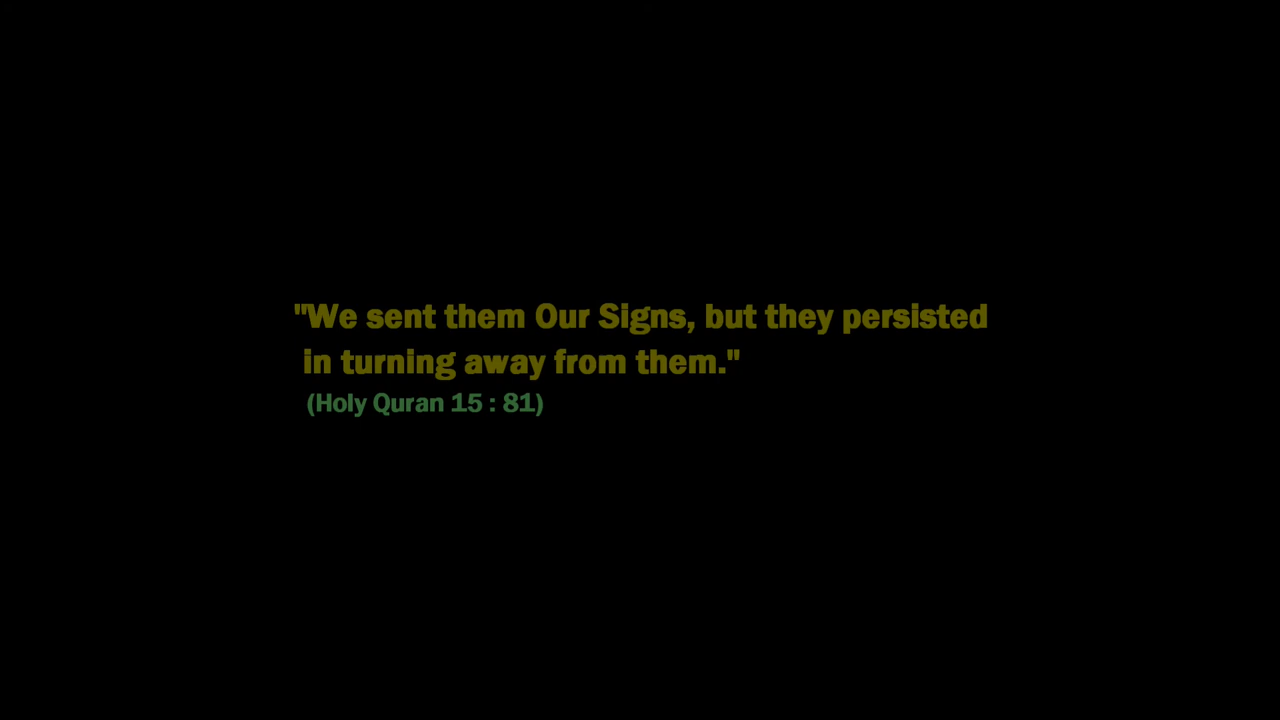 "We sent them Our Signs, but they persisted
in turning away from them."
(Holy Quran 15 : 81)